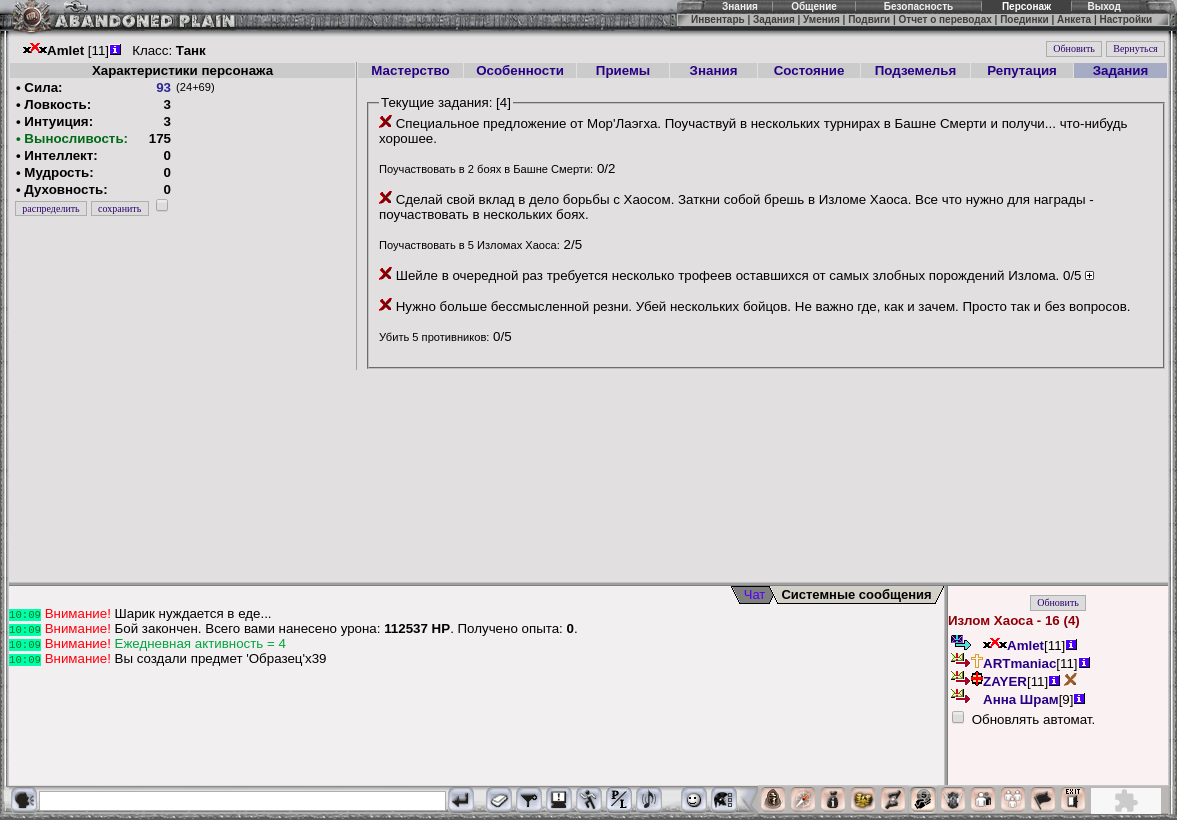 ABANDONED PLAIN
Знания Общение Безопасность Персонаж Выход
Инвентарь | Задания | Умения | Подвиги | Отчет о переводах | Поединки | Анкета | Настройки
Amlet [11] Класс: Танк
Обновить Вернуться
Характеристики персонажа
Мастерство Особенности Приемы Знания Состояние Подземелья Репутация Задания
• Сила: 93 (24+69)
• Ловкость: 3
• Интуиция: 3
• Выносливость: 175
• Интеллект: 0
• Мудрость: 0
• Духовность: 0
распределить сохранить
Текущие задания: [4]
Специальное предложение от Мор'Лаэгха. Поучаствуй в нескольких турнирах в Башне Смерти и получи... что-нибудь
хорошее.
Поучаствовать в 2 боях в Башне Смерти: 0/2
Сделай свой вклад в дело борьбы с Хаосом. Заткни собой брешь в Изломе Хаоса. Все что нужно для награды -
поучаствовать в нескольких боях.
Поучаствовать в 5 Изломах Хаоса: 2/5
Шейле в очередной раз требуется несколько трофеев оставшихся от самых злобных порождений Излома. 0/5
Нужно больше бессмысленной резни. Убей нескольких бойцов. Не важно где, как и зачем. Просто так и без вопросов.
Убить 5 противников: 0/5
Чат Системные сообщения
10:09 Внимание! Шарик нуждается в еде...
10:09 Внимание! Бой закончен. Всего вами нанесено урона: 112537 HP. Получено опыта: 0.
10:09 Внимание! Ежедневная активность = 4
10:09 Внимание! Вы создали предмет 'Образец'x39
Обновить
Излом Хаоса - 16 (4)
Amlet[11]
ARTmaniac[11]
ZAYER[11]
Анна Шрам[9]
Обновлять автомат.
P/L
EXIT